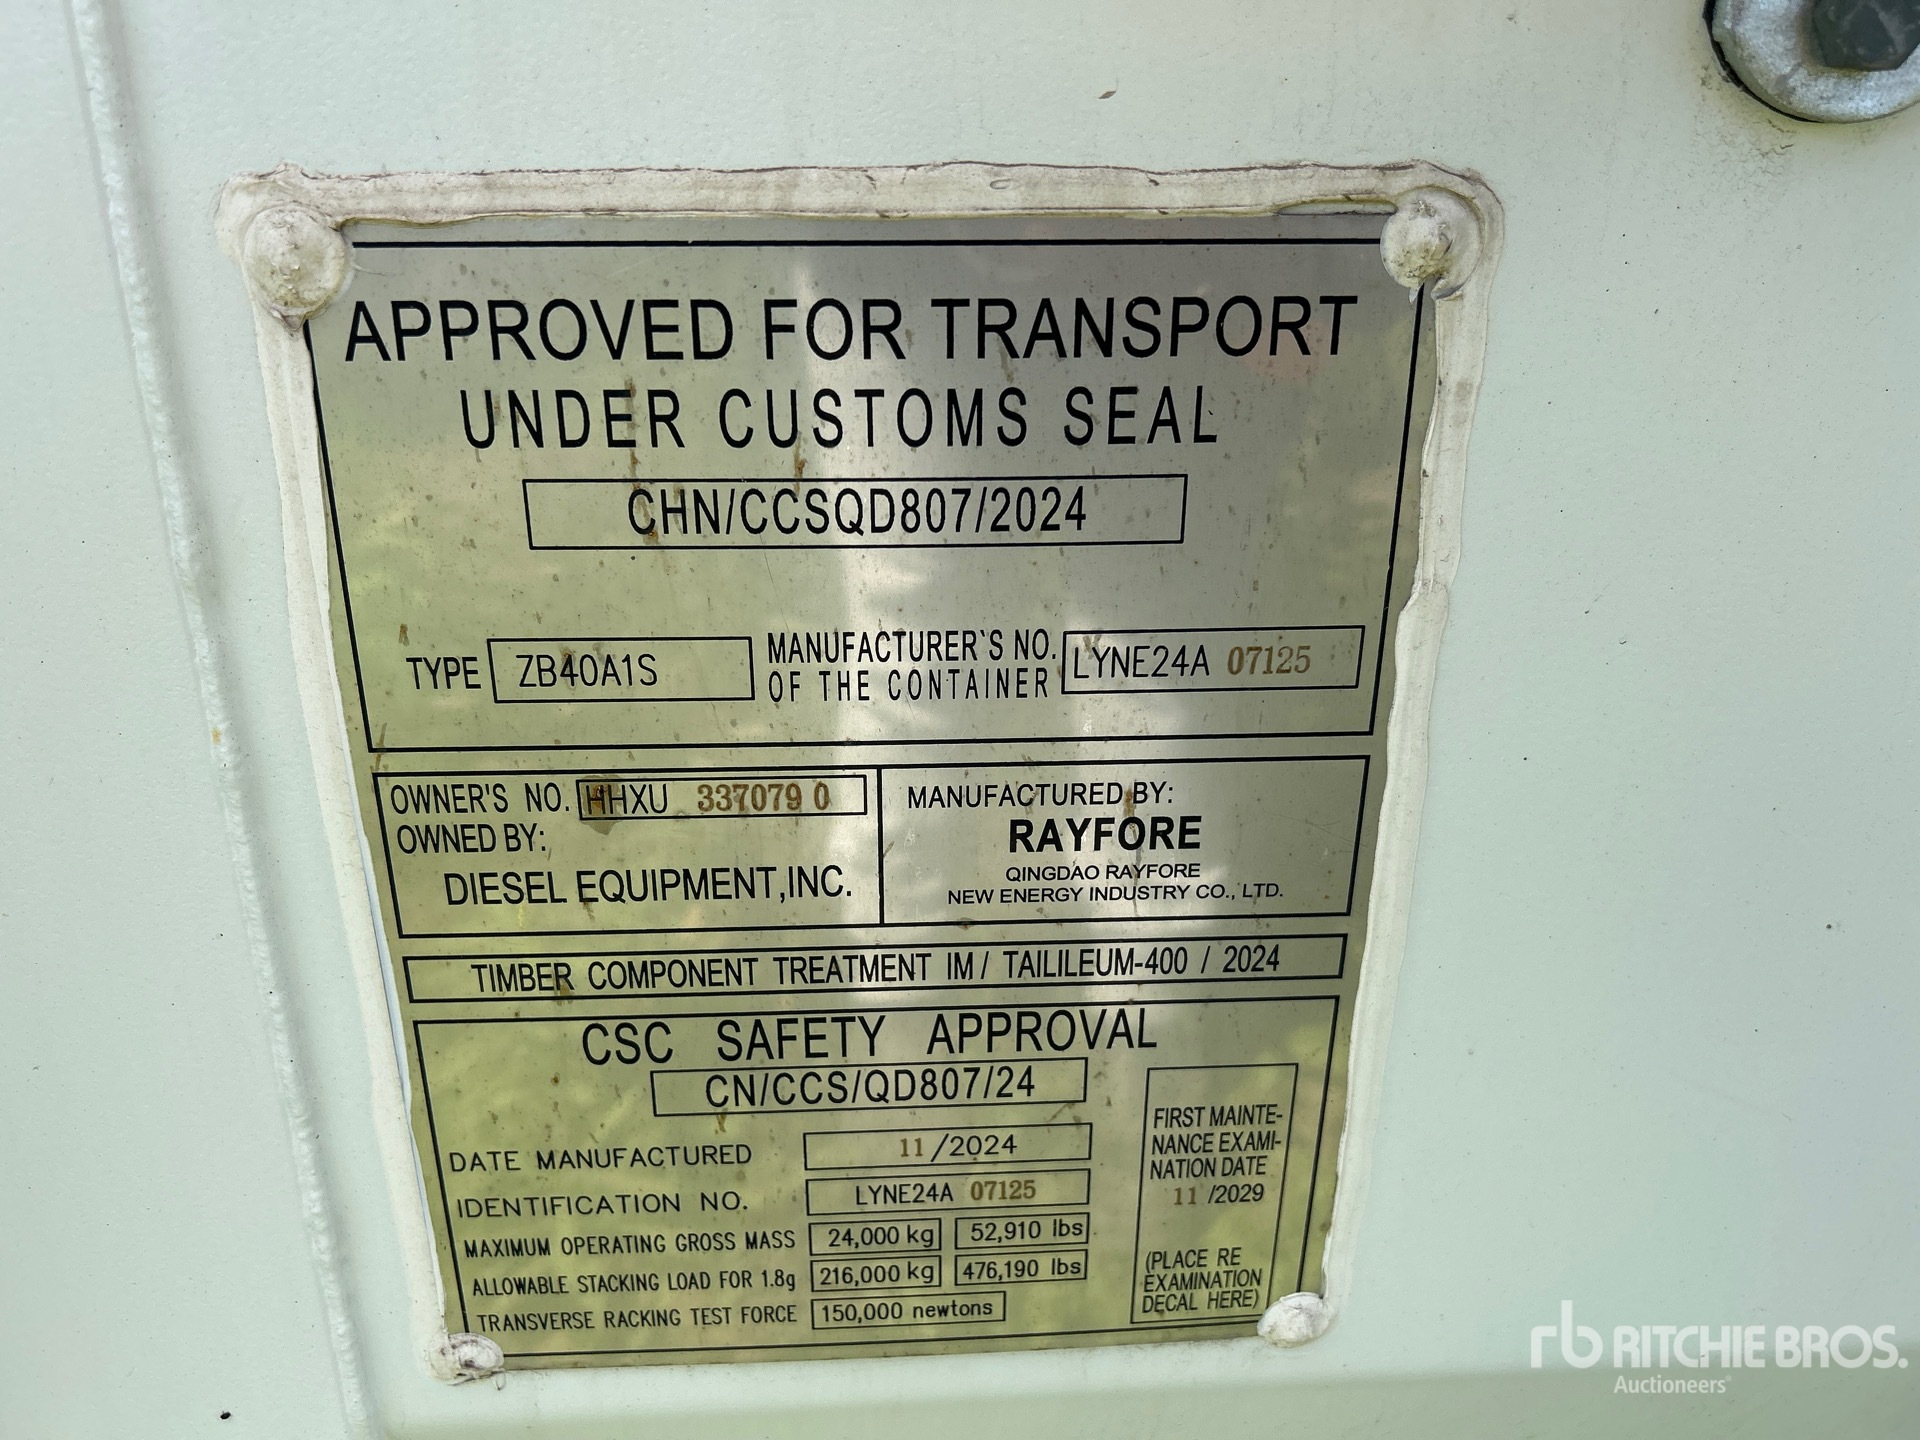 APPROVED FOR TRANSPORT
UNDER CUSTOMS SEAL
CHN/CCSQD807/2024
TYPE ZB40A1S
MANUFACTURER'S NO. OF THE CONTAINER LYNE24A 07125
OWNER'S NO. HHXU 337079 0
OWNED BY:
DIESEL EQUIPMENT,INC.
MANUFACTURED BY:
RAYFORE
QINGDAO RAYFORE
NEW ENERGY INDUSTRY CO., LTD.
TIMBER COMPONENT TREATMENT IM / TAILILEUM-400 / 2024
CSC SAFETY APPROVAL
CN/CCS/QD807/24
DATE MANUFACTURED 11/2024
IDENTIFICATION NO. LYNE24A 07125
MAXIMUM OPERATING GROSS MASS 24,000 kg 52,910 lbs
ALLOWABLE STACKING LOAD FOR 1.8g 216,000 kg 476,190 lbs
TRANSVERSE RACKING TEST FORCE 150,000 newtons
FIRST MAINTE-
NANCE EXAMI-
NATION DATE
11 /2029
(PLACE RE
EXAMINATION
DECAL HERE)
rb RITCHIE BROS.
Auctioneers